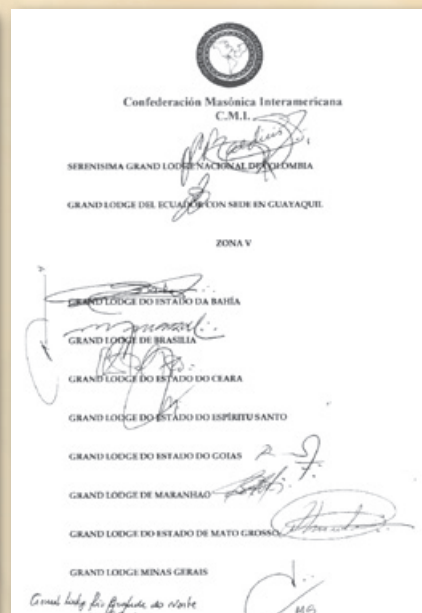 Confederación Masónica Interamericana
C.M.I.
SERENISIMA GRAND LODGE NACIONAL DE COLOMBIA
GRAND LODGE DEL ECUADOR CON SEDE EN GUAYAQUIL
ZONA V
GRAND LODGE DO ESTADO DA BAHÍA
GRAND LODGE DE BRASILIA
GRAND LODGE DO ESTADO DO CEARA
GRAND LODGE DO ESTADO DO ESPÍRITU SANTO
GRAND LODGE DO ESTADO DO GOIAS
GRAND LODGE DE MARANHAO
GRAND LODGE DO ESTADO DE MATO GROSSO
GRAND LODGE MINAS GERAIS
MG
Grand Lodge Rio Grande do Norte